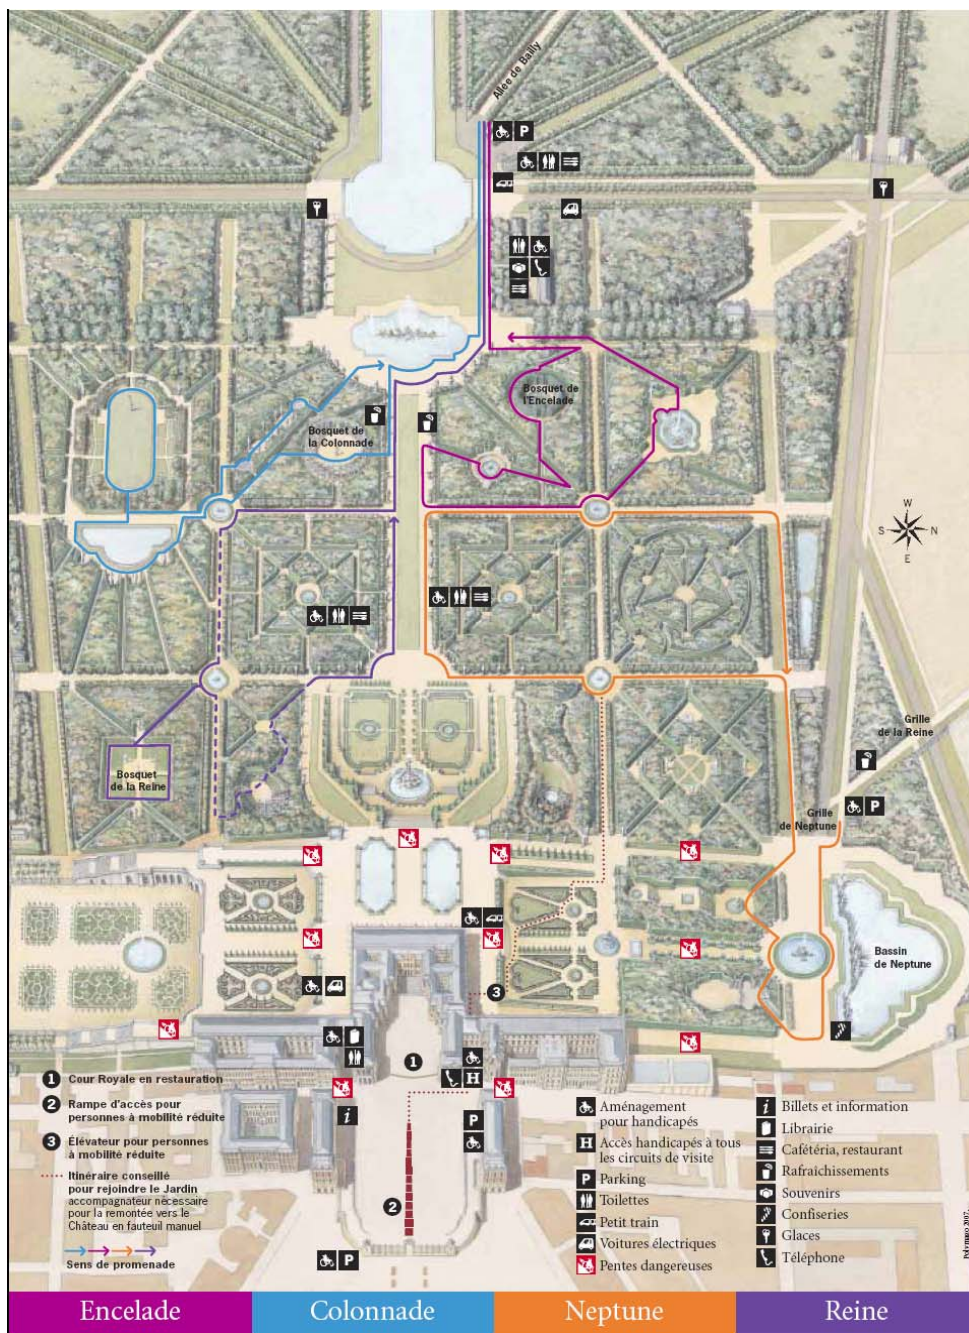 Allée de Bailly
P
Bosquet de
l'Encelade
Bosquet de
la Colonnade
W
S
N
E
Grille
de la Reine
Bosquet
de la Reine
P
Grille
de Neptune
Bassin
de Neptune
3
1
H
i
P
2
P
1 Cour Royale en restauration
2 Rampe d'accès pour
personnes à mobilité réduite
3 Élévateur pour personnes
à mobilité réduite
Itinéraire conseillé
pour rejoindre le Jardin
accompagnateur nécessaire
pour la remontée vers le
Château en fauteuil manuel
Sens de promenade
Aménagement
pour handicapés
H Accès handicapés à tous
les circuits de visite
P Parking
Toilettes
Petit train
Voitures électriques
Pentes dangereuses
i Billets et information
Librairie
Cafétéria, restaurant
Rafraîchissements
Souvenirs
Confiseries
Glaces
Téléphone
Encelade
Colonnade
Neptune
Reine